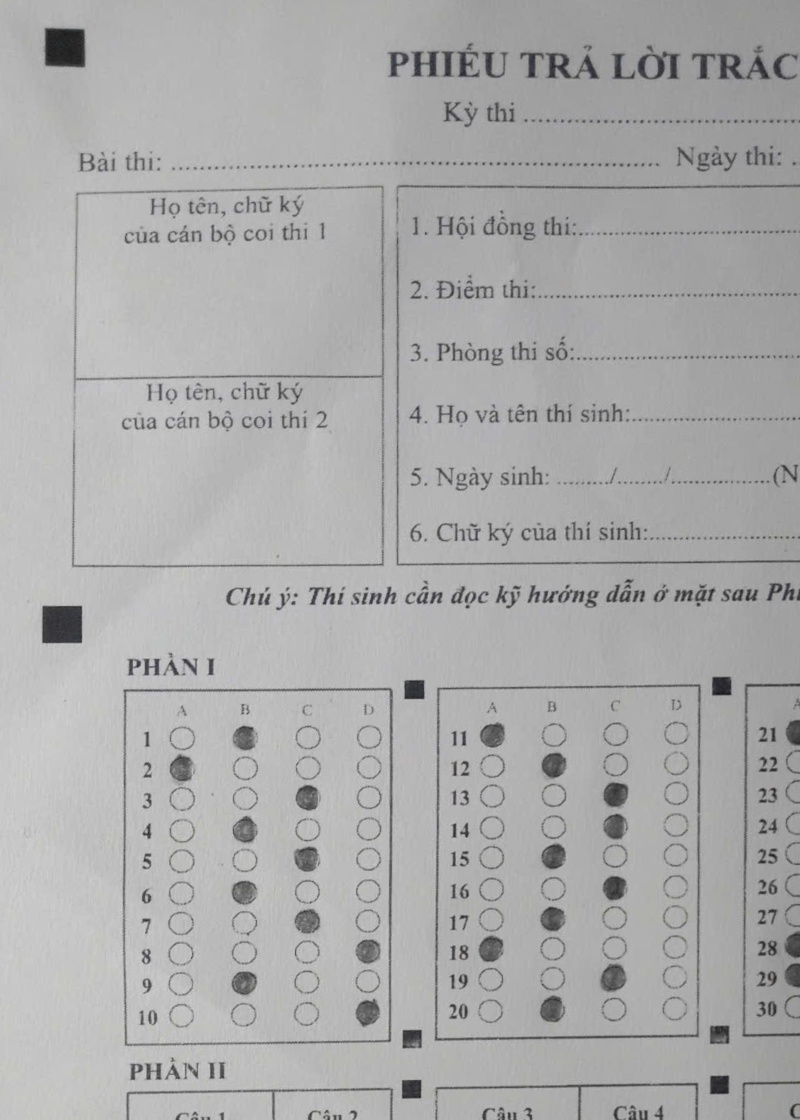 PHIẾU TRẢ LỜI TRẮC
Kỳ thi ........................................
Bài thi: ........................................ Ngày thi: ..
Họ tên, chữ ký
của cán bộ coi thi 1
Họ tên, chữ ký
của cán bộ coi thi 2
1. Hội đồng thi:........................................
2. Điểm thi:........................................
3. Phòng thi số:........................................
4. Họ và tên thí sinh:........................................
5. Ngày sinh: ......../......../................(N
6. Chữ ký của thí sinh:........................................
Chú ý: Thí sinh cần đọc kỹ hướng dẫn ở mặt sau Phi
PHẦN I
A B C D
1
2
3
4
5
6
7
8
9
10
A B C D
11
12
13
14
15
16
17
18
19
20
A
21
22
23
24
25
26
27
28
29
30
PHẦN II
Câu 1 Câu 2 Câu 3 Câu 4